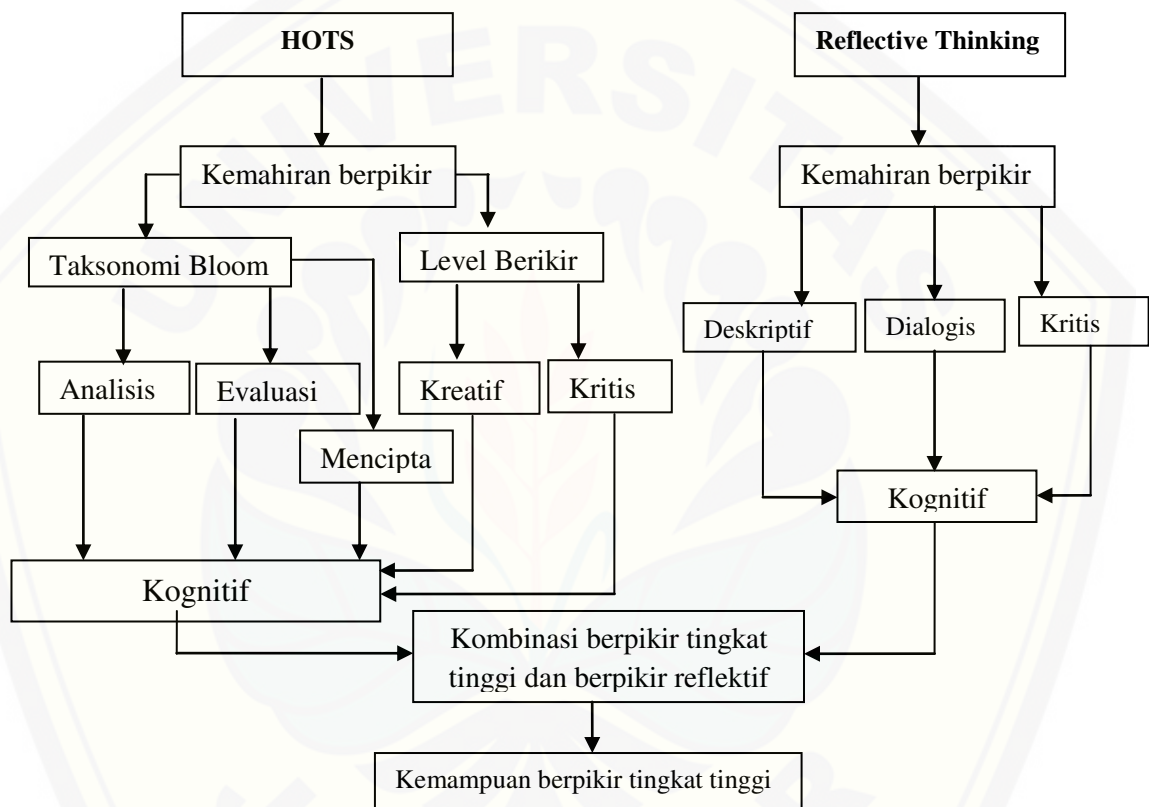 HOTS
Reflective Thinking
Kemahiran berpikir
Kemahiran berpikir
Taksonomi Bloom
Level Berikir
Deskriptif
Dialogis
Kritis
Analisis
Evaluasi
Kreatif
Kritis
Mencipta
Kognitif
Kognitif
Kombinasi berpikir tingkat
tinggi dan berpikir reflektif
Kemampuan berpikir tingkat tinggi
UNIVERSITAS